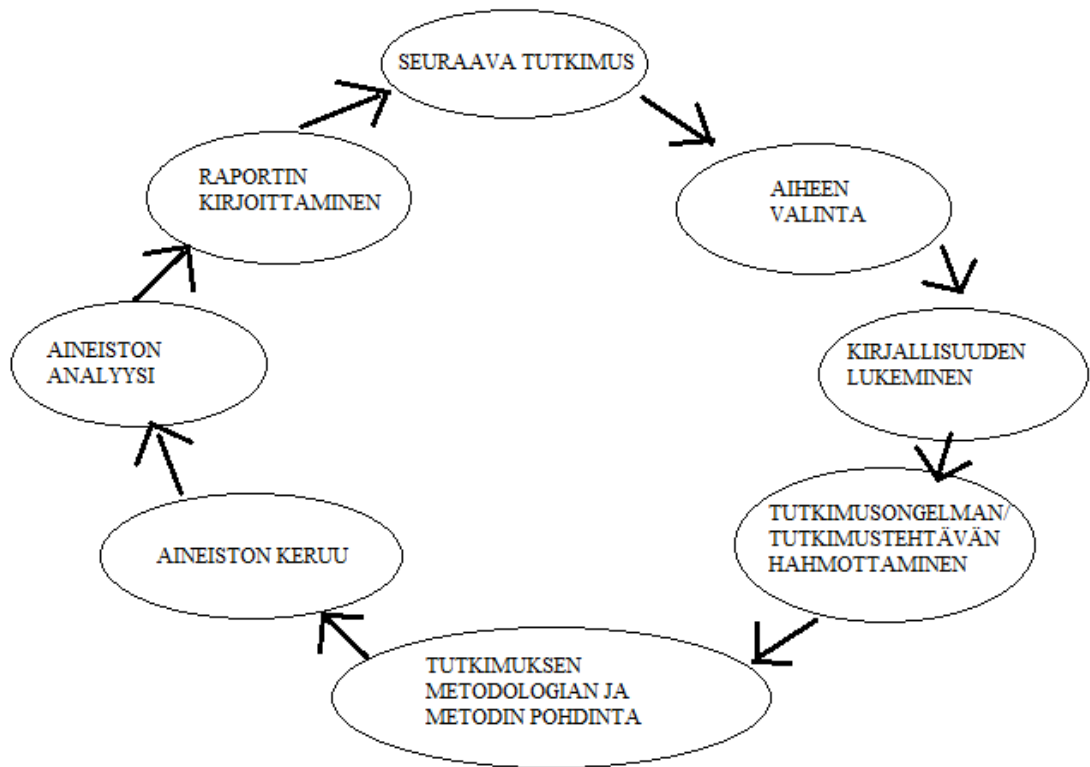 SEURAAVA TUTKIMUS
AIHEEN
VALINTA
KIRJALLISUUDEN
LUKEMINEN
TUTKIMUSONGELMAN/
TUTKIMUSTEHTÄVÄN
HAHMOTTAMINEN
TUTKIMUKSEN
METODOLOGIAN JA
METODIN POHDINTA
AINEISTON KERUU
AINEISTON
ANALYYSI
RAPORTIN
KIRJOITTAMINEN